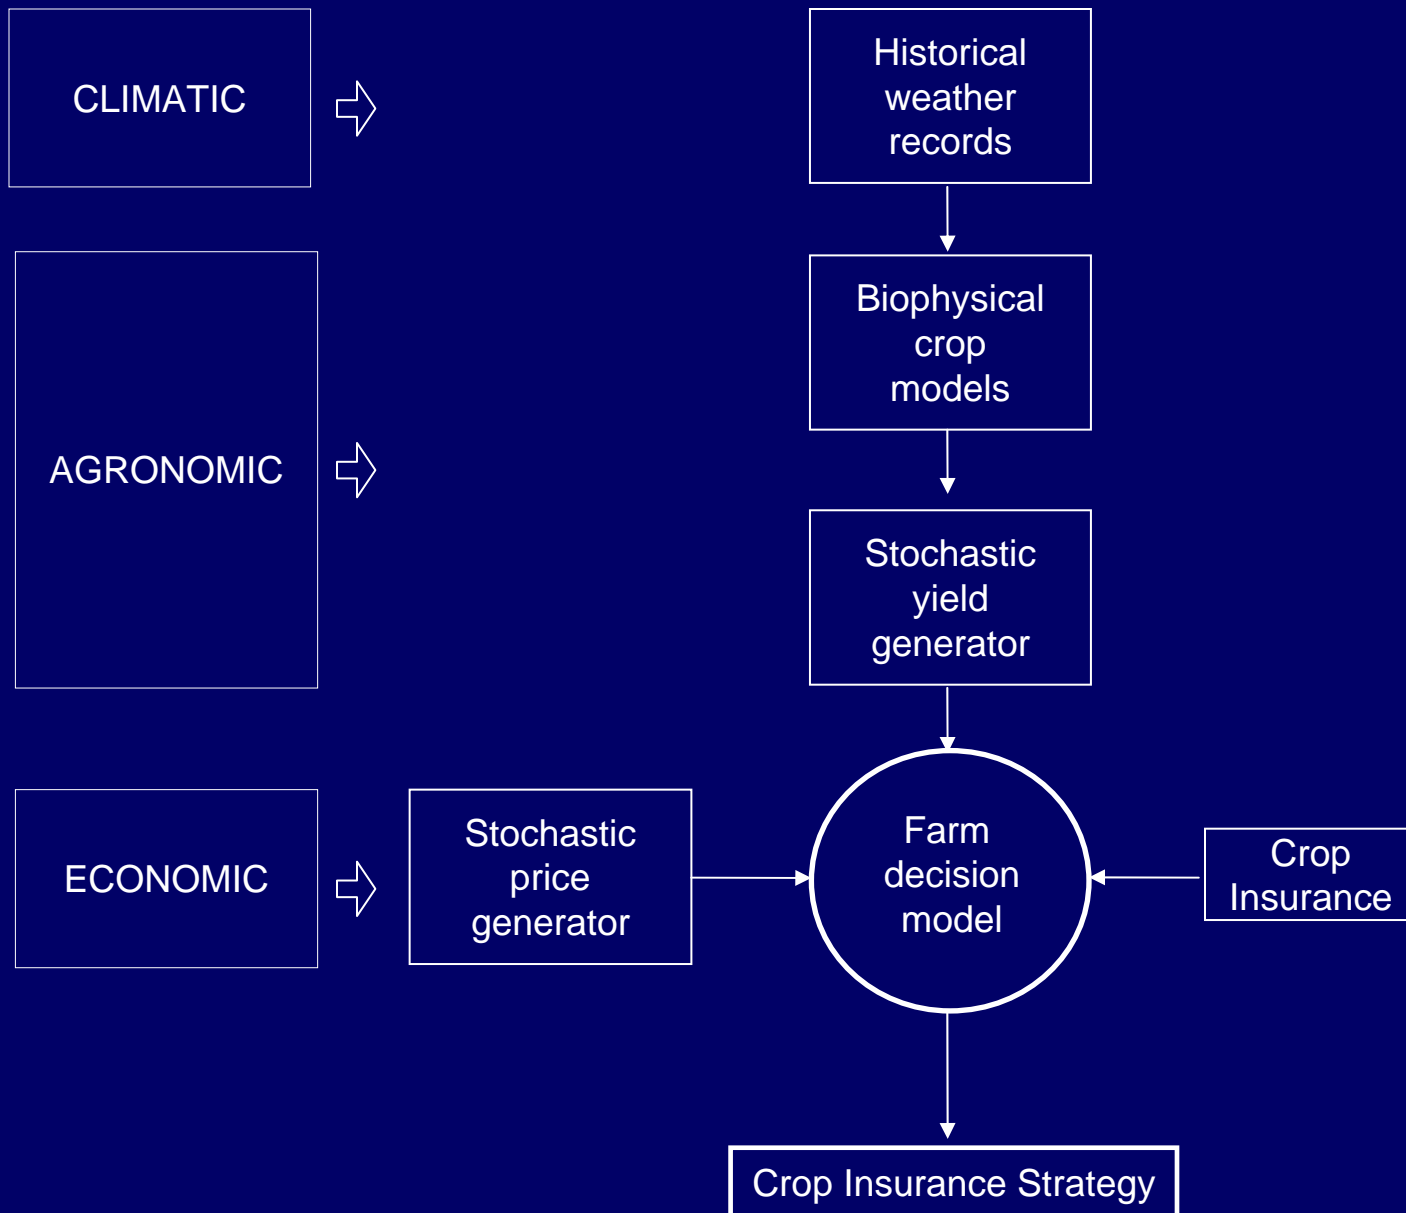 CLIMATIC
Historical
weather
records
Biophysical
crop
models
AGRONOMIC
Stochastic
yield
generator
ECONOMIC
Stochastic
price
generator
Farm
decision
model
Crop
Insurance
Crop Insurance Strategy